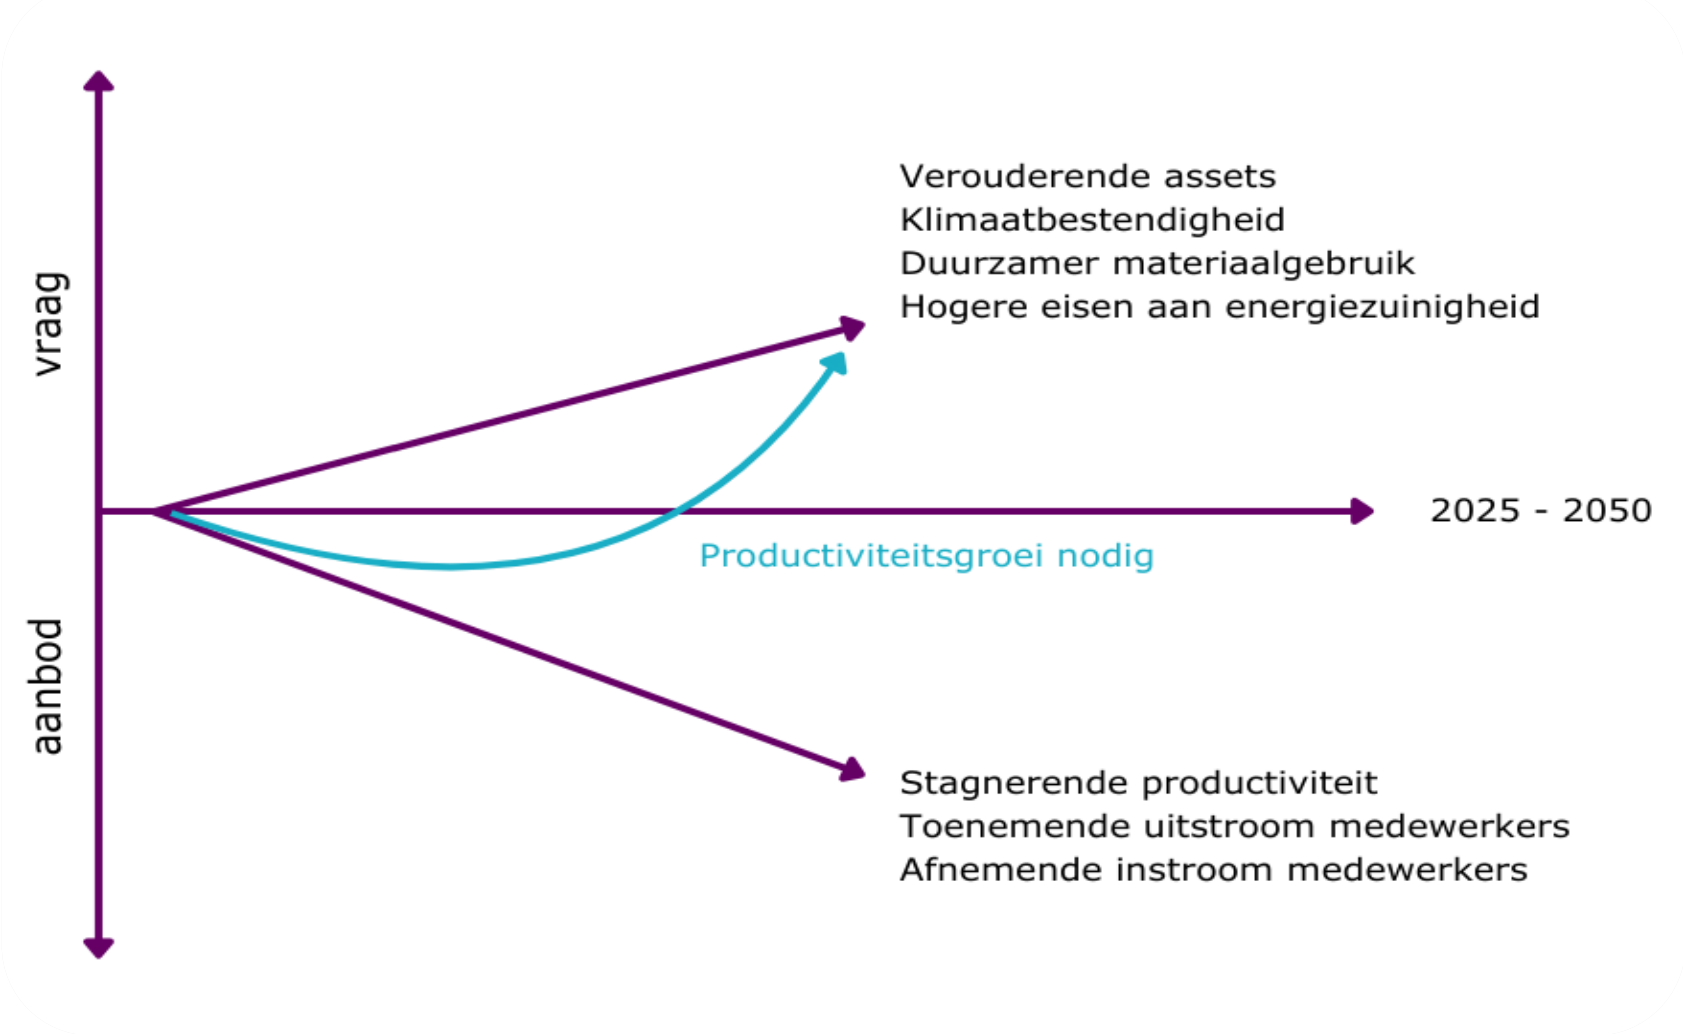 vraag
aanbod
Verouderende assets
Klimaatbestendigheid
Duurzamer materiaalgebruik
Hogere eisen aan energiezuinigheid
2025 - 2050
Productiviteitsgroei nodig
Stagnerende productiviteit
Toenemende uitstroom medewerkers
Afnemende instroom medewerkers